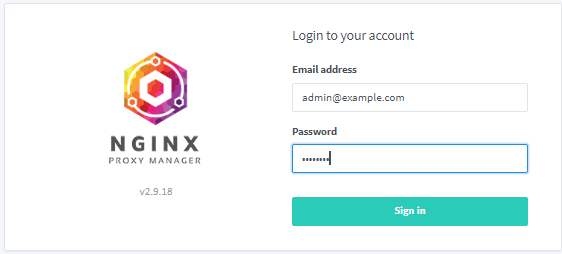 Login to your account
Email address
admin@example.com
Password
••••••••
Sign in
NGINX
PROXY MANAGER
v2.9.18